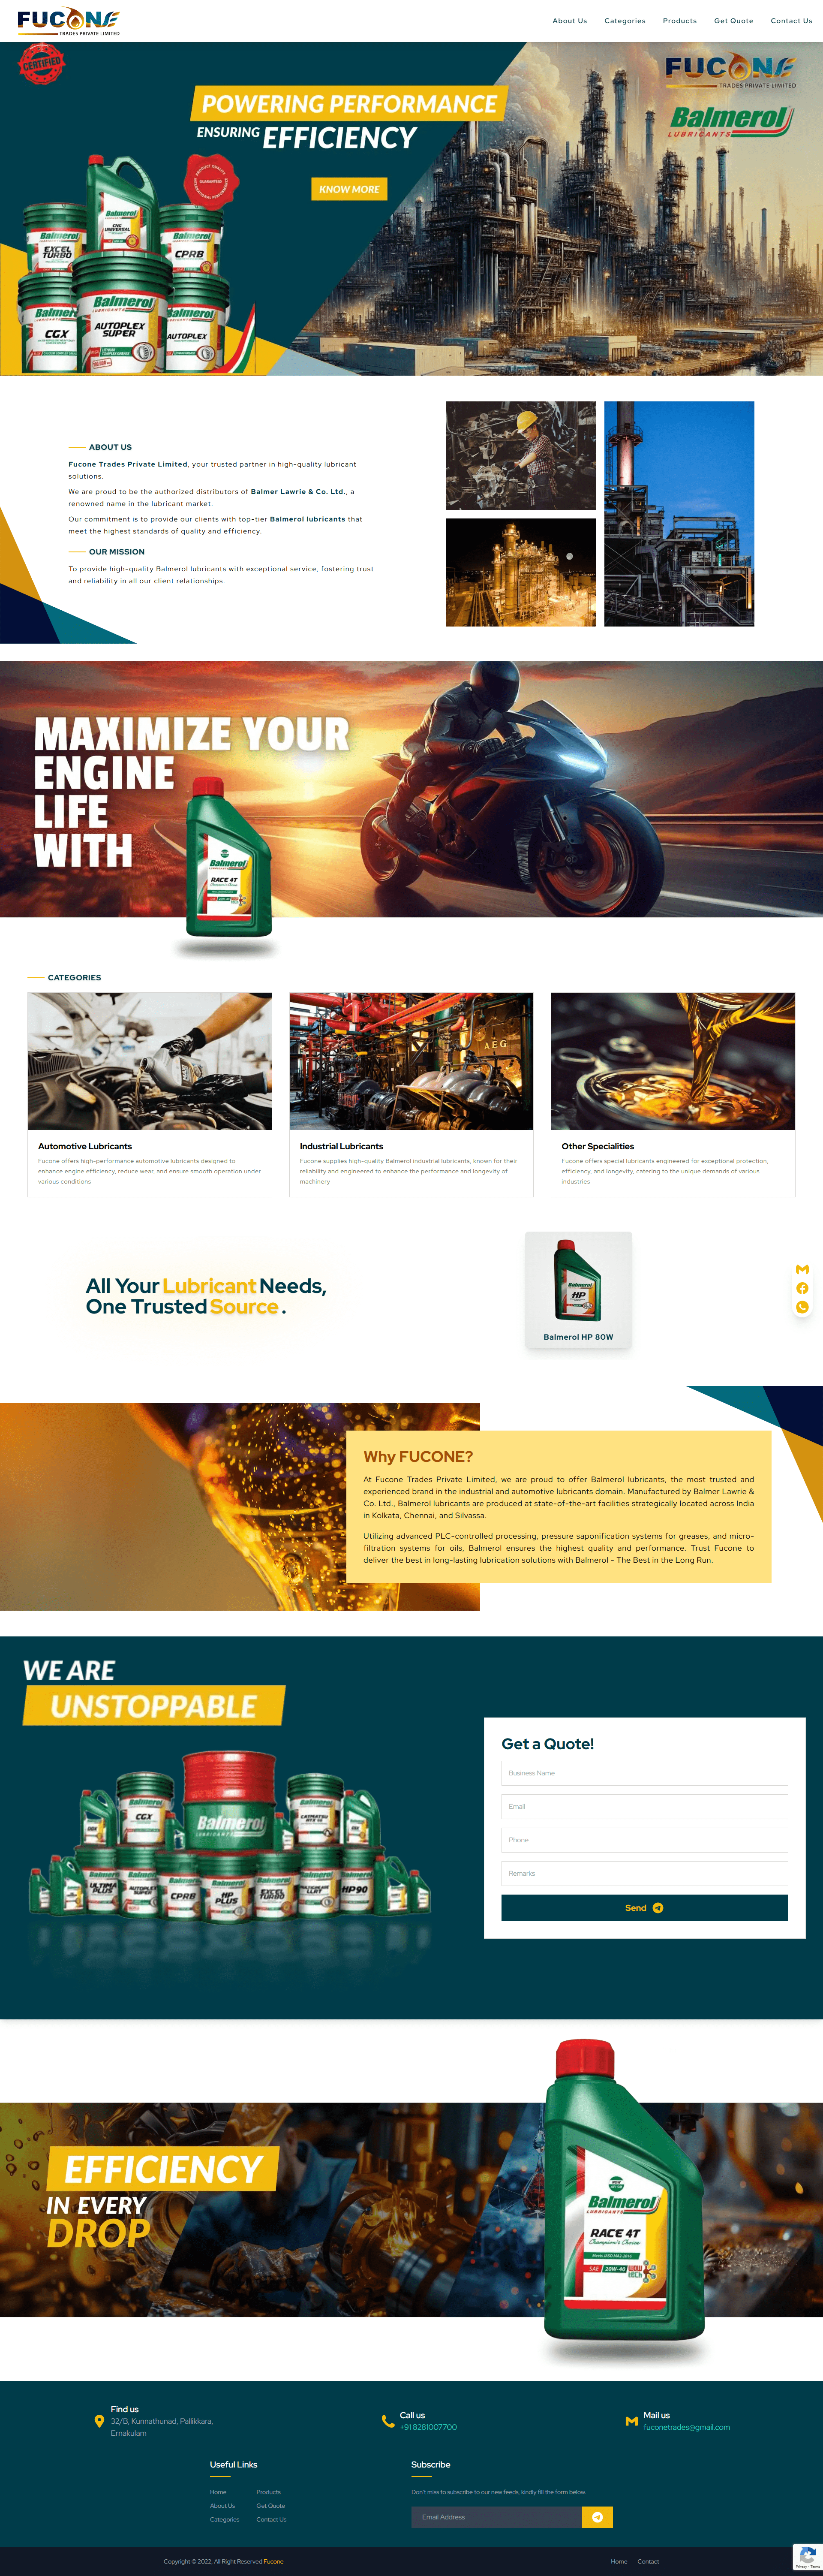 FUCONE
TRADES PRIVATE LIMITED
About Us
Categories
Products
Get Quote
Contact Us
CERTIFIED
FUCONE
TRADES PRIVATE LIMITED
Balmerol
LUBRICANTS
POWERING PERFORMANCE
ENSURING EFFICIENCY
KNOW MORE
GUARANTEED
Balmerol
CNG
UNIVERSAL
EXCEL
TURBO
CPRB
Balmerol
LUBRICANTS
AUTOPLEX
SUPER
CGX
AUTOPLEX
ABOUT US
Fucone Trades Private Limited, your trusted partner in high-quality lubricant
solutions.
We are proud to be the authorized distributors of Balmer Lawrie & Co. Ltd., a
renowned name in the lubricant market.
Our commitment is to provide our clients with top-tier Balmerol lubricants that
meet the highest standards of quality and efficiency.
OUR MISSION
To provide high-quality Balmerol lubricants with exceptional service, fostering trust
and reliability in all our client relationships.
MAXIMIZE YOUR
ENGINE
LIFE
WITH
Balmerol
RACE 4T
Champion's Choice
CATEGORIES
AEG
Automotive Lubricants
Fucone offers high-performance automotive lubricants designed to
enhance engine efficiency, reduce wear, and ensure smooth operation under
various conditions
Industrial Lubricants
Fucone supplies high-quality Balmerol industrial lubricants, known for their
reliability and engineered to enhance the performance and longevity of
machinery
Other Specialities
Fucone offers special lubricants engineered for exceptional protection,
efficiency, and longevity, catering to the unique demands of various
industries
All Your Lubricant Needs,
One Trusted Source .
Balmerol
HP
Balmerol HP 80W
Why FUCONE?
At Fucone Trades Private Limited, we are proud to offer Balmerol lubricants, the most trusted and
experienced brand in the industrial and automotive lubricants domain. Manufactured by Balmer Lawrie &
Co. Ltd., Balmerol lubricants are produced at state-of-the-art facilities strategically located across India
in Kolkata, Chennai, and Silvassa.
Utilizing advanced PLC-controlled processing, pressure saponification systems for greases, and micro-
filtration systems for oils, Balmerol ensures the highest quality and performance. Trust Fucone to
deliver the best in long-lasting lubrication solutions with Balmerol - The Best in the Long Run.
WE ARE
UNSTOPPABLE
Balmerol
LUBRICANTS
CGX
ULTIMA
PLUS
AUTOPLEX
SUPER
CPRB
HP
PLUS
EXCEL
TURBO
HP 90
Get a Quote!
Business Name
Email
Phone
Remarks
Send
EFFICIENCY
IN EVERY
DROP
Balmerol
LUBRICANTS
RACE 4T
Champion's Choice
Meets JASO MA2, 2016
SAE 20W-40
tech
Find us
32/B, Kunnathunad, Pallikkara,
Ernakulam
Call us
+91 8281007700
Mail us
fuconetrades@gmail.com
Useful Links
Home
Products
About Us
Get Quote
Categories
Contact Us
Subscribe
Don't miss to subscribe to our new feeds, kindly fill the form below.
Email Address
Copyright © 2022, All Right Reserved Fucone
Home
Contact
Privacy - Terms